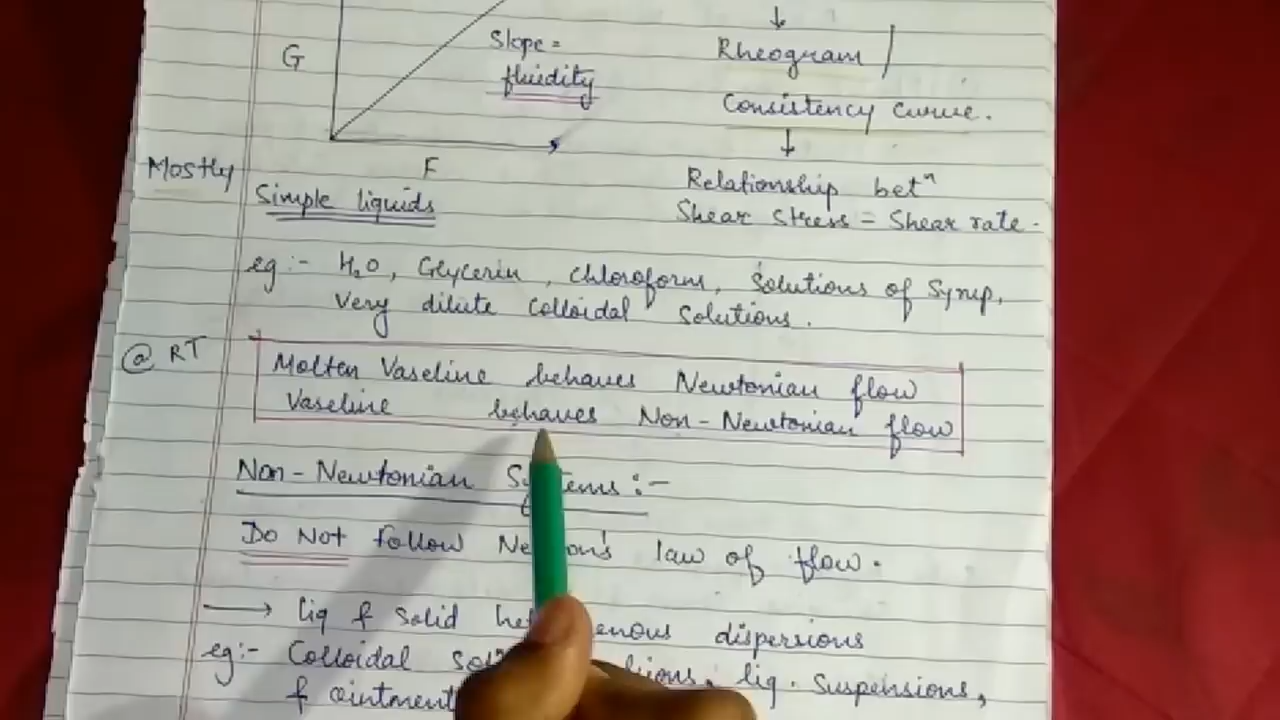 G
Slope =
fluidity
F
↓
Rheogram /
Consistency curve.
↓
Relationship betⁿ
Shear Stress = Shear rate.
Mostly
Simple liquids
eg :- H₂O, Glycerin, Chloroform, Solutions of Syrup,
Very dilute Colloidal Solutions.
@ RT
Molten Vaseline behaves Newtonian flow
Vaseline behaves Non-Newtonian flow
Non-Newtonian Systems :-
Do Not follow Newton's law of flow.
→ liq & Solid dispersions
eg:- Colloidal liq. Suspensions,
& ointment